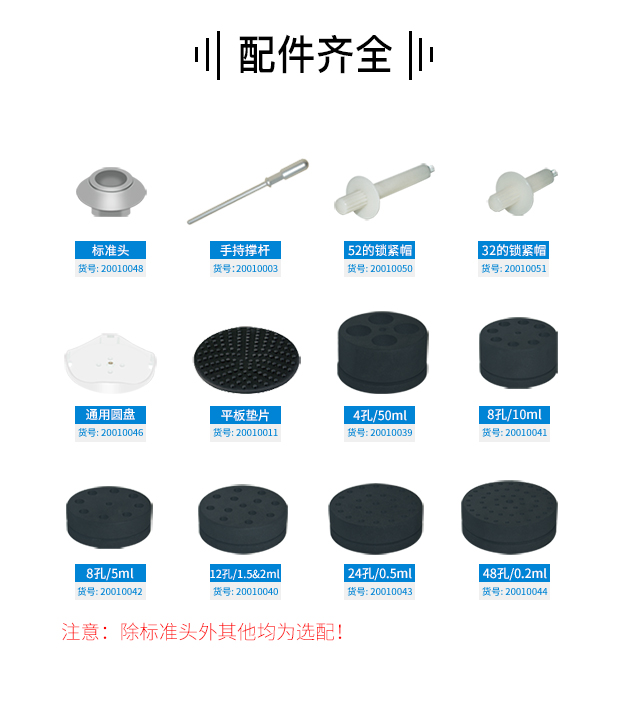 配件齐全
标准头
货号: 20010048
手持撑杆
货号: 20010003
52的锁紧帽
货号: 20010050
32的锁紧帽
货号: 20010051
通用圆盘
货号: 20010046
平板垫片
货号: 20010011
4孔/50ml
货号: 20010039
8孔/10ml
货号: 20010041
8孔/5ml
货号: 20010042
12孔/1.5&2ml
货号: 20010040
24孔/0.5ml
货号: 20010043
48孔/0.2ml
货号: 20010044
注意：除标准头外其他均为选配！